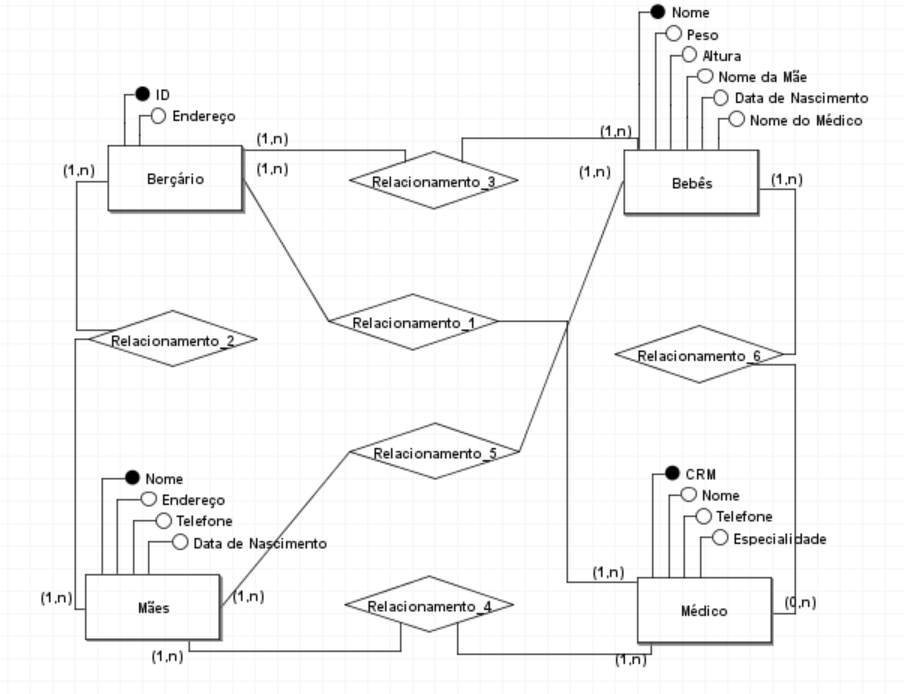 Nome
Peso
Altura
Nome da Mãe
Data de Nascimento
Nome do Médico
ID
Endereço
(1,n)
(1,n)
(1,n)
(1,n)
(1,n)
(1,n)
Berçário
Relacionamento_3
Bebês
Relacionamento_1
Relacionamento_2
Relacionamento_6
Relacionamento_5
Nome
Endereço
Telefone
Data de Nascimento
CRM
Nome
Telefone
Especialidade
(1,n)
(1,n)
(1,n)
(0,n)
Mães
Relacionamento_4
Médico
(1,n)
(1,n)